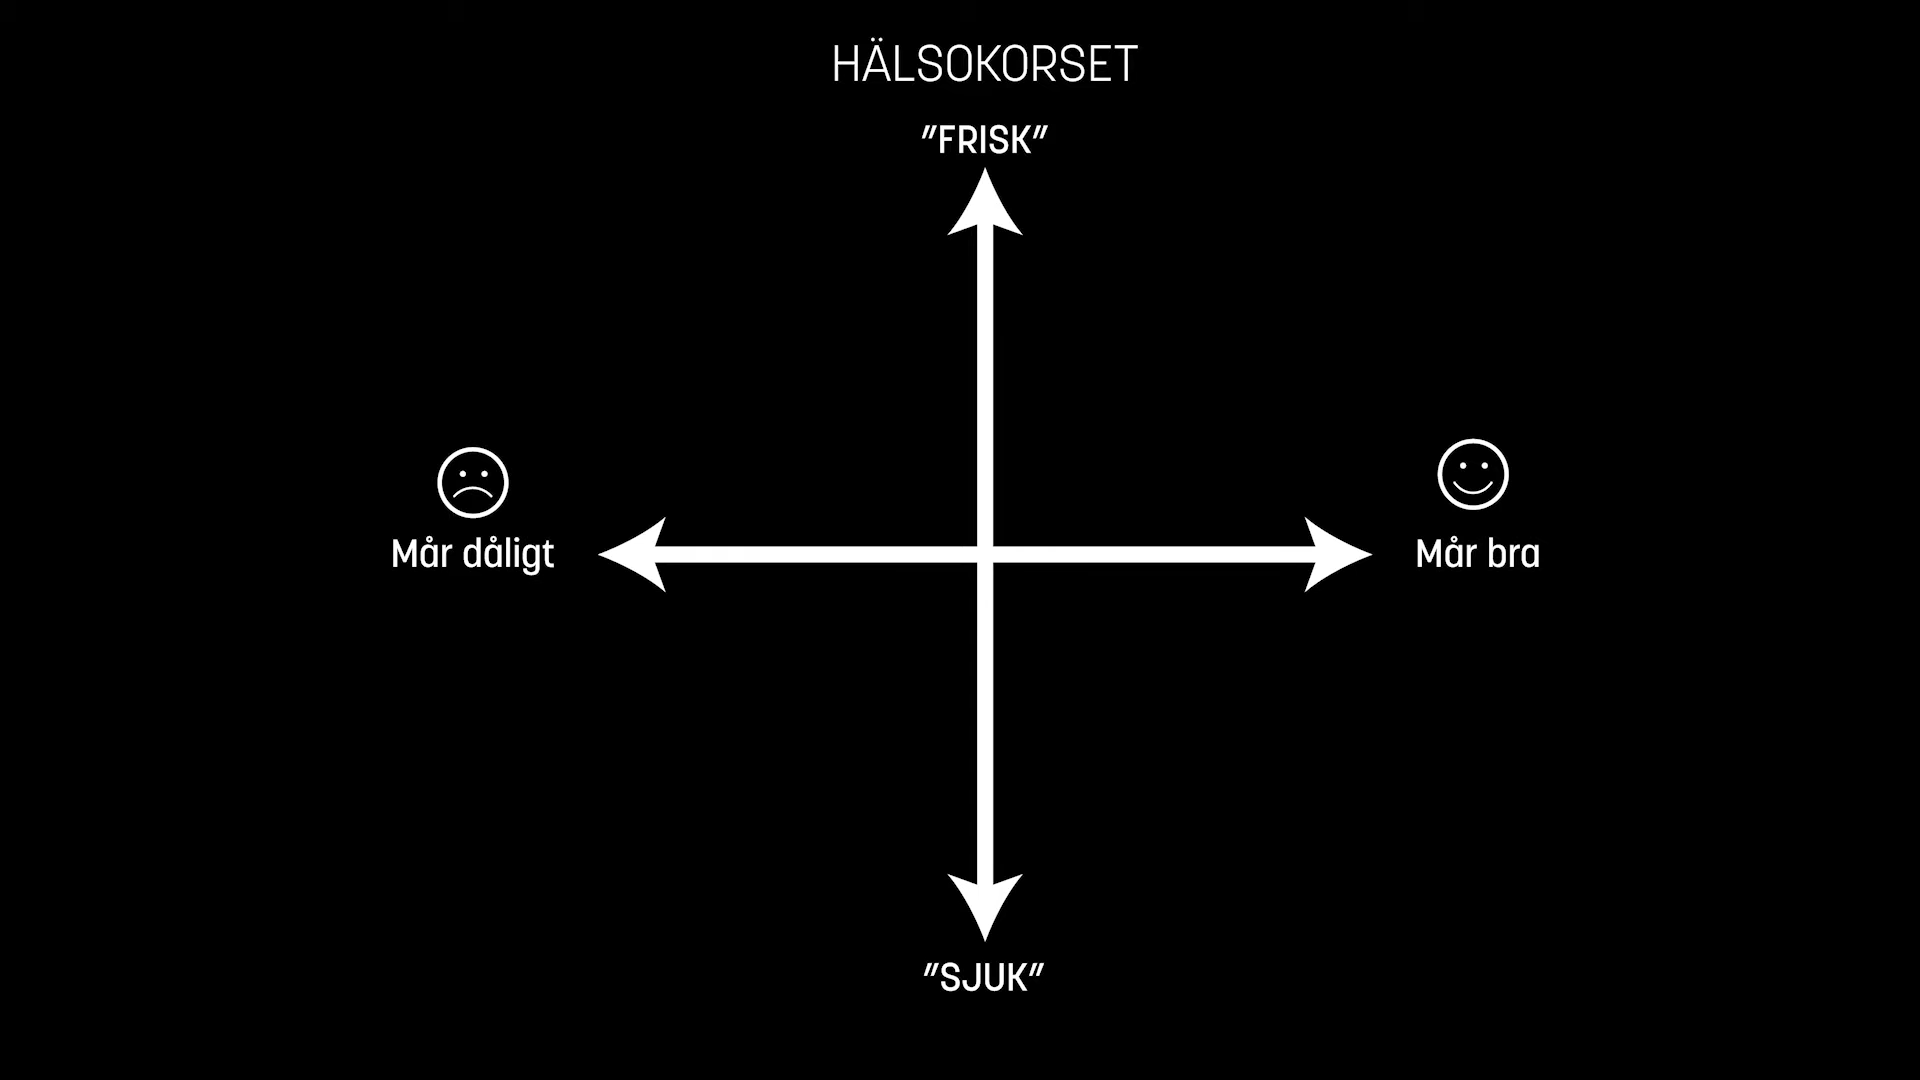 HÄLSOKORSET
”FRISK”
Mår dåligt
Mår bra
”SJUK”